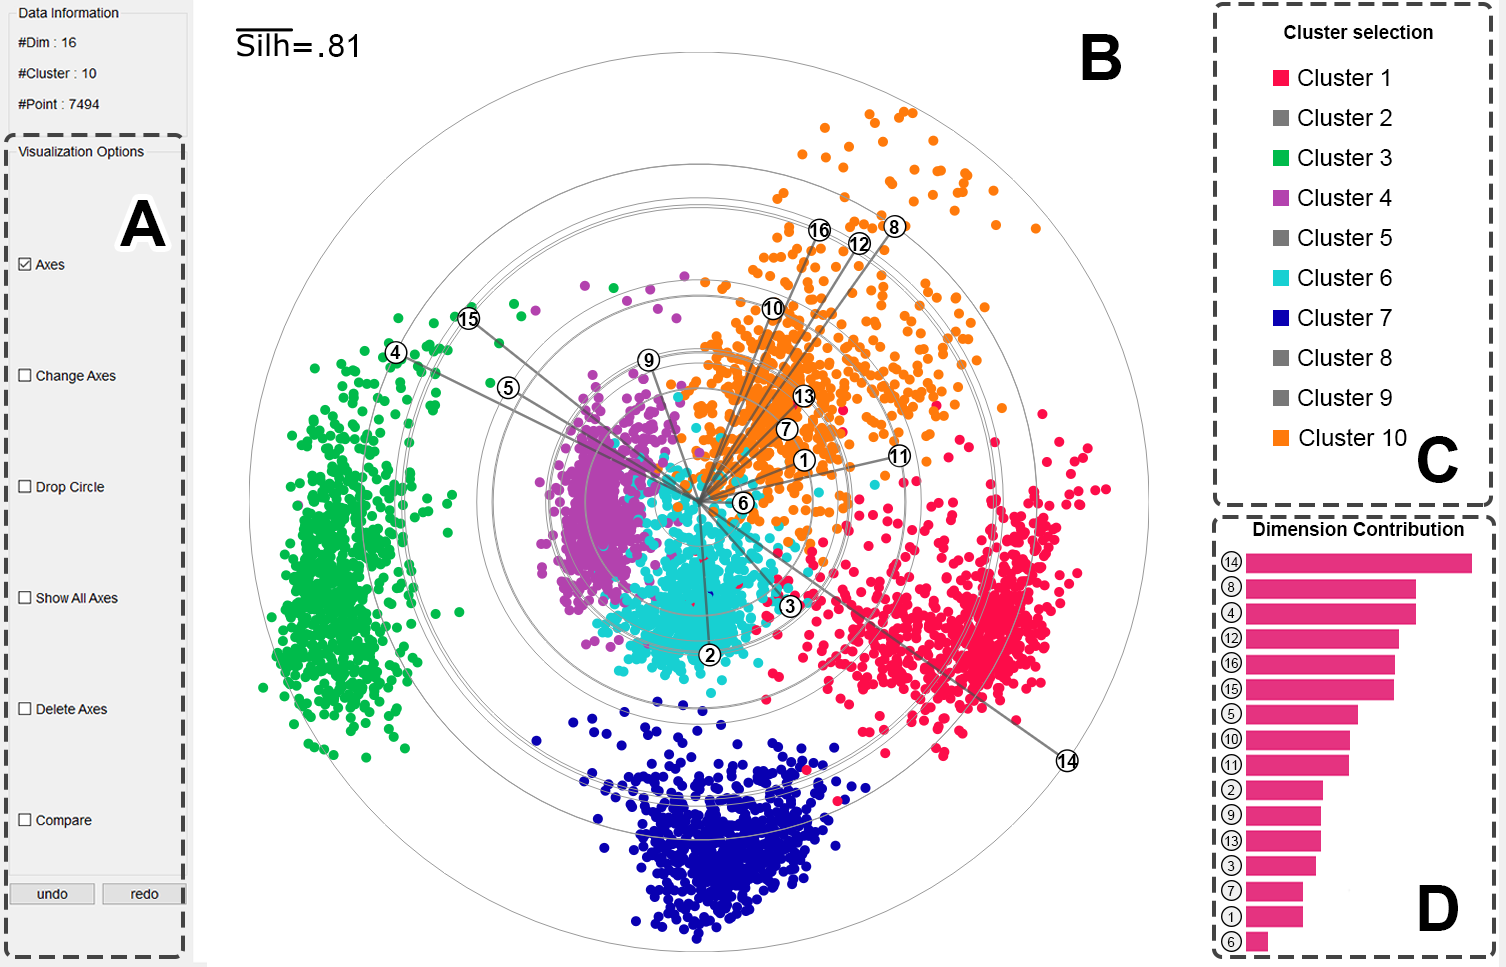 Data Information
#Dim : 16
#Cluster : 10
#Point : 7494
Visualization Options
A
Axes
Change Axes
Drop Circle
Show All Axes
Delete Axes
Compare
undo redo
Silh=.81
B
16
12
8
10
15
4
9
5
13
7
1
11
6
3
2
14
Cluster selection
Cluster 1
Cluster 2
Cluster 3
Cluster 4
Cluster 5
Cluster 6
Cluster 7
Cluster 8
Cluster 9
Cluster 10
C
Dimension Contribution
14
8
4
12
16
15
5
10
11
2
9
13
3
7
1
6
D